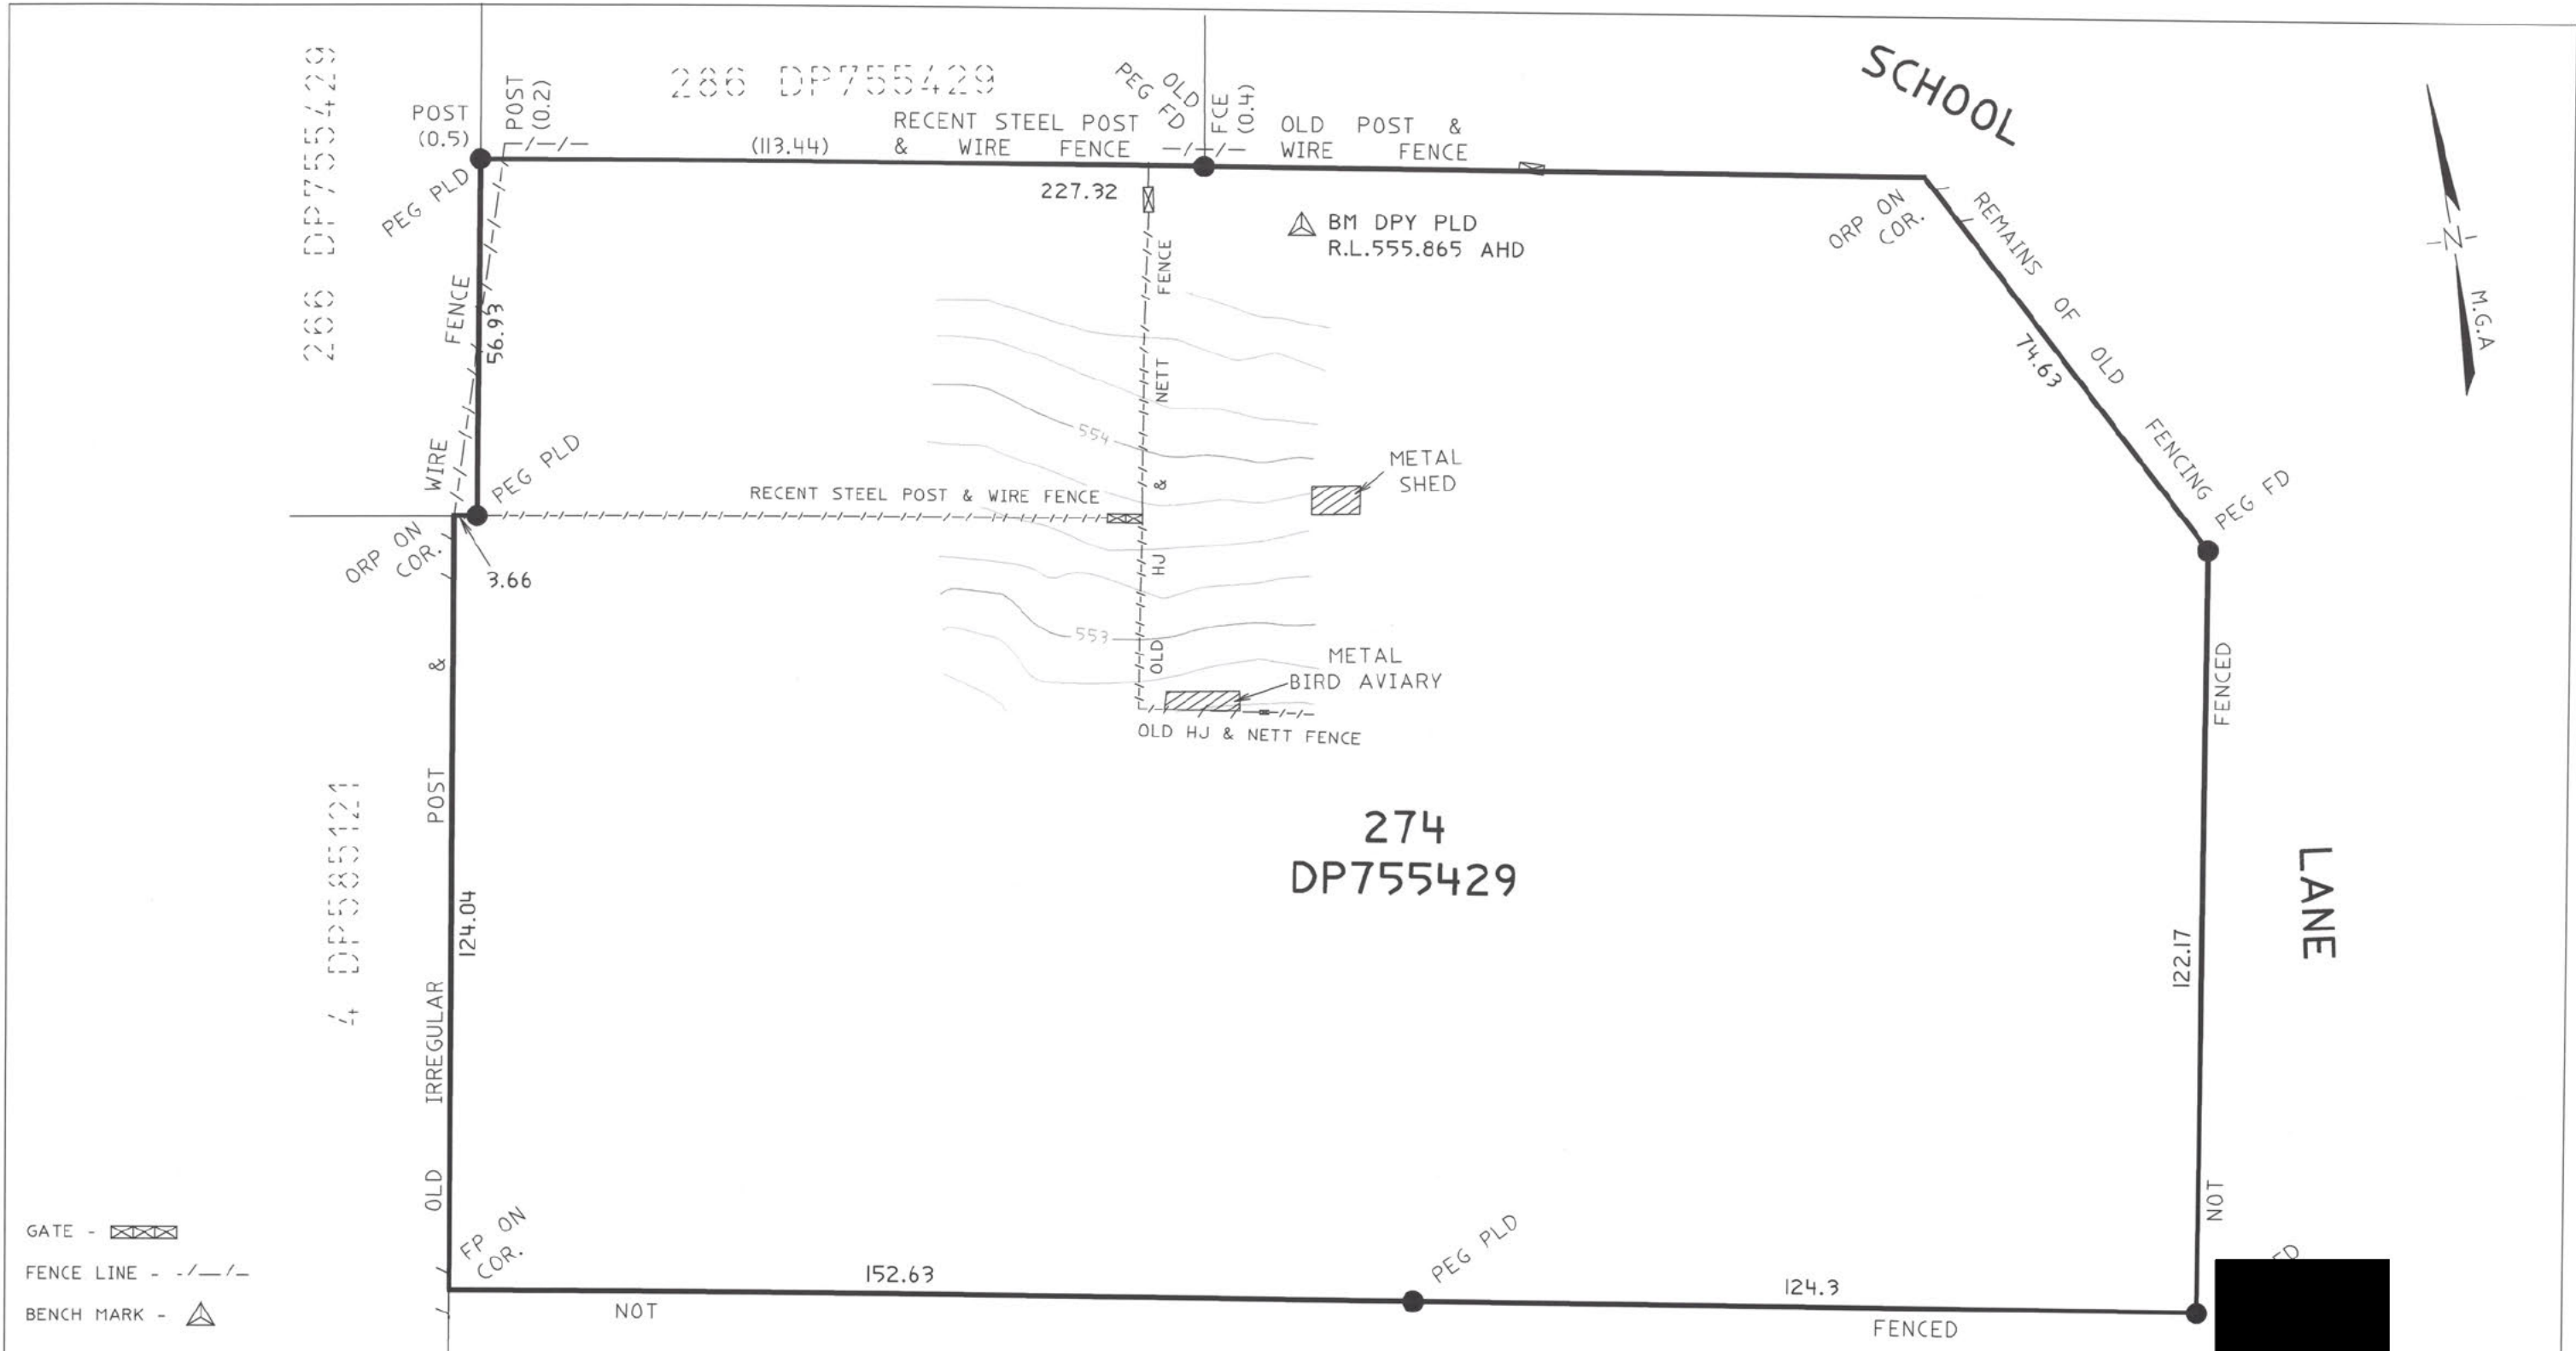 286 DP755429
266 DP755429
POST
(0.5)
POST
(0.2)
PEG PLD
(113.44)
RECENT STEEL POST
& WIRE FENCE
OLD
PEG FD
FCE
(0.4)
OLD POST &
WIRE FENCE
227.32
SCHOOL
BM DPY PLD
R.L.555.865 AHD
ORP ON
COR.
REMAINS OF OLD FENCING
74.63
N
M.G.A
PEG FD
WIRE FENCE
56.93
PEG PLD
RECENT STEEL POST & WIRE FENCE
OLD HJ & NETT FENCE
554
553
METAL
SHED
METAL
BIRD AVIARY
OLD HJ & NETT FENCE
ORP ON
COR.
3.66
4 DP585121
OLD IRREGULAR POST &
124.04
274
DP755429
NOT FENCED
122.17
LANE
FP ON
COR.
152.63
PEG PLD
124.3
NOT
FENCED
GATE -
FENCE LINE -
BENCH MARK -